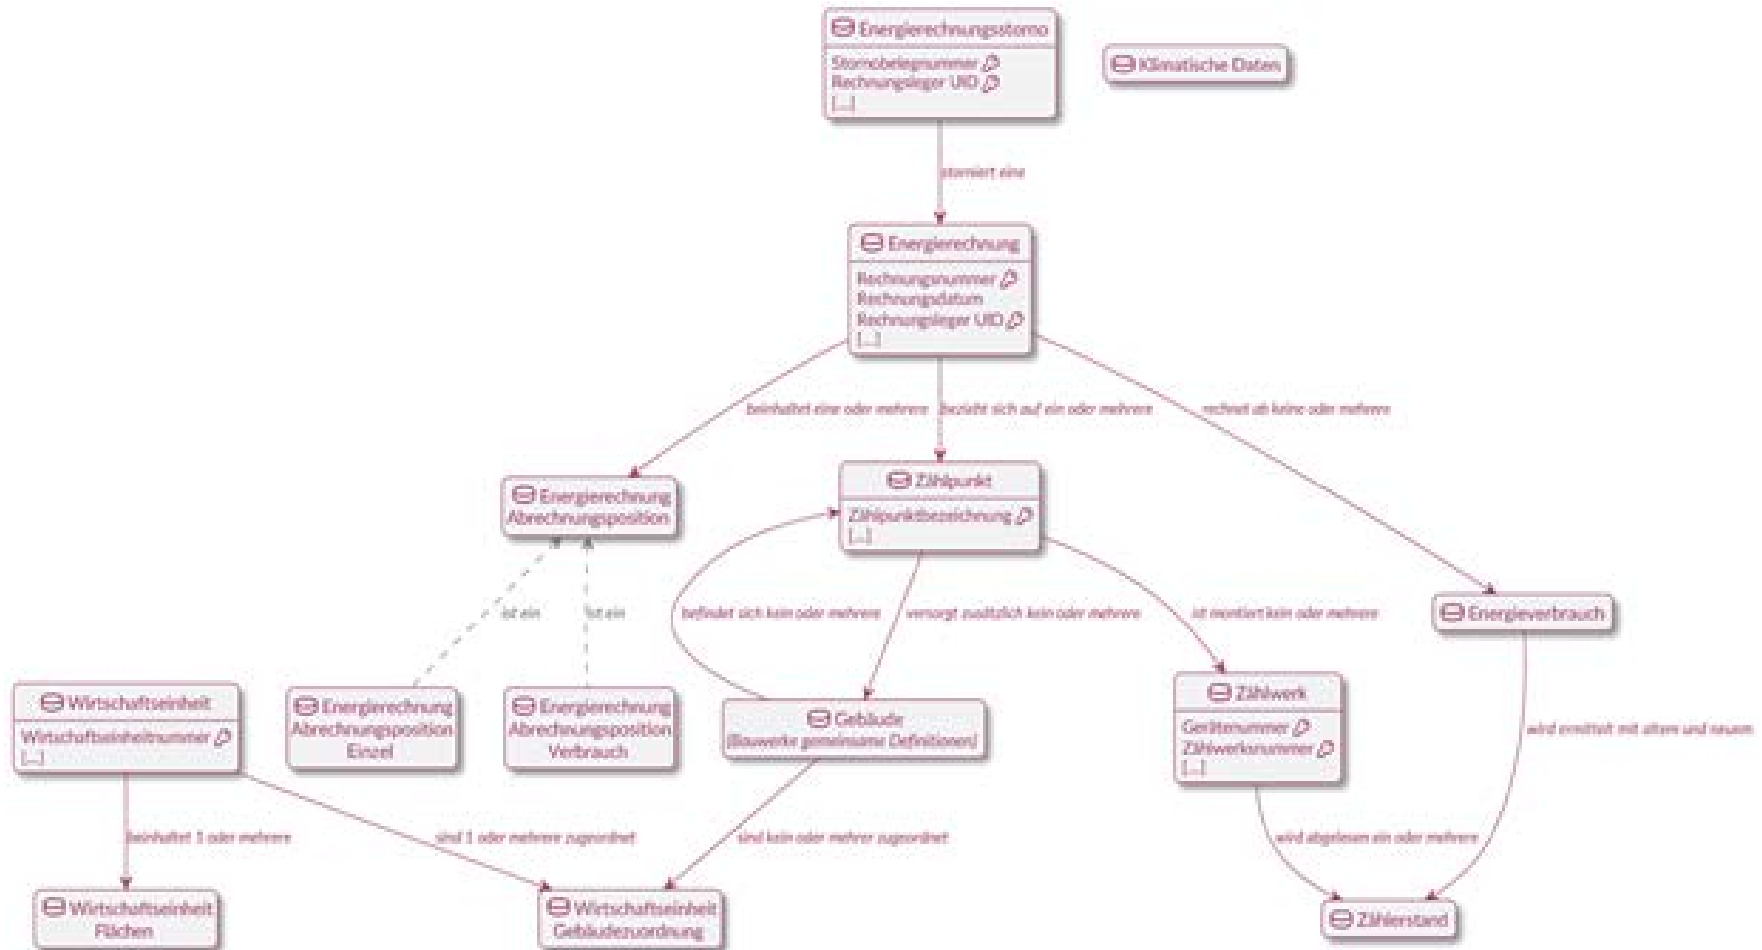 Energierechnungsstorno
Stornobelegnummer
Rechnungsleger UID
[...]
Klimatische Daten
storniert eine
Energierechnung
Rechnungsnummer
Rechnungsdatum
Rechnungsleger UID
[...]
beinhaltet eine oder mehrere
bezieht sich auf ein oder mehrere
rechnet ab keine oder mehrere
Energierechnung
Abrechnungsposition
Zählpunkt
Zählpunktbezeichnung
[...]
ist ein
ist ein
befindet sich kein oder mehrere
versorgt zusätzlich kein oder mehrere
ist montiert kein oder mehrere
Energieverbrauch
Wirtschaftseinheit
Wirtschaftseinheitnummer
[...]
Energierechnung
Abrechnungsposition
Einzel
Energierechnung
Abrechnungsposition
Verbrauch
Gebäude
(Bauwerke gemeinsame Definitionen)
Zählwerk
Gerätenummer
Zählwerksnummer
[...]
wird ermittelt mit altem und neuem
beinhaltet 1 oder mehrere
sind 1 oder mehrere zugeordnet
sind kein oder mehrer zugeordnet
wird abgelesen ein oder mehrere
Wirtschaftseinheit
Flächen
Wirtschaftseinheit
Gebäudezuordnung
Zählerstand